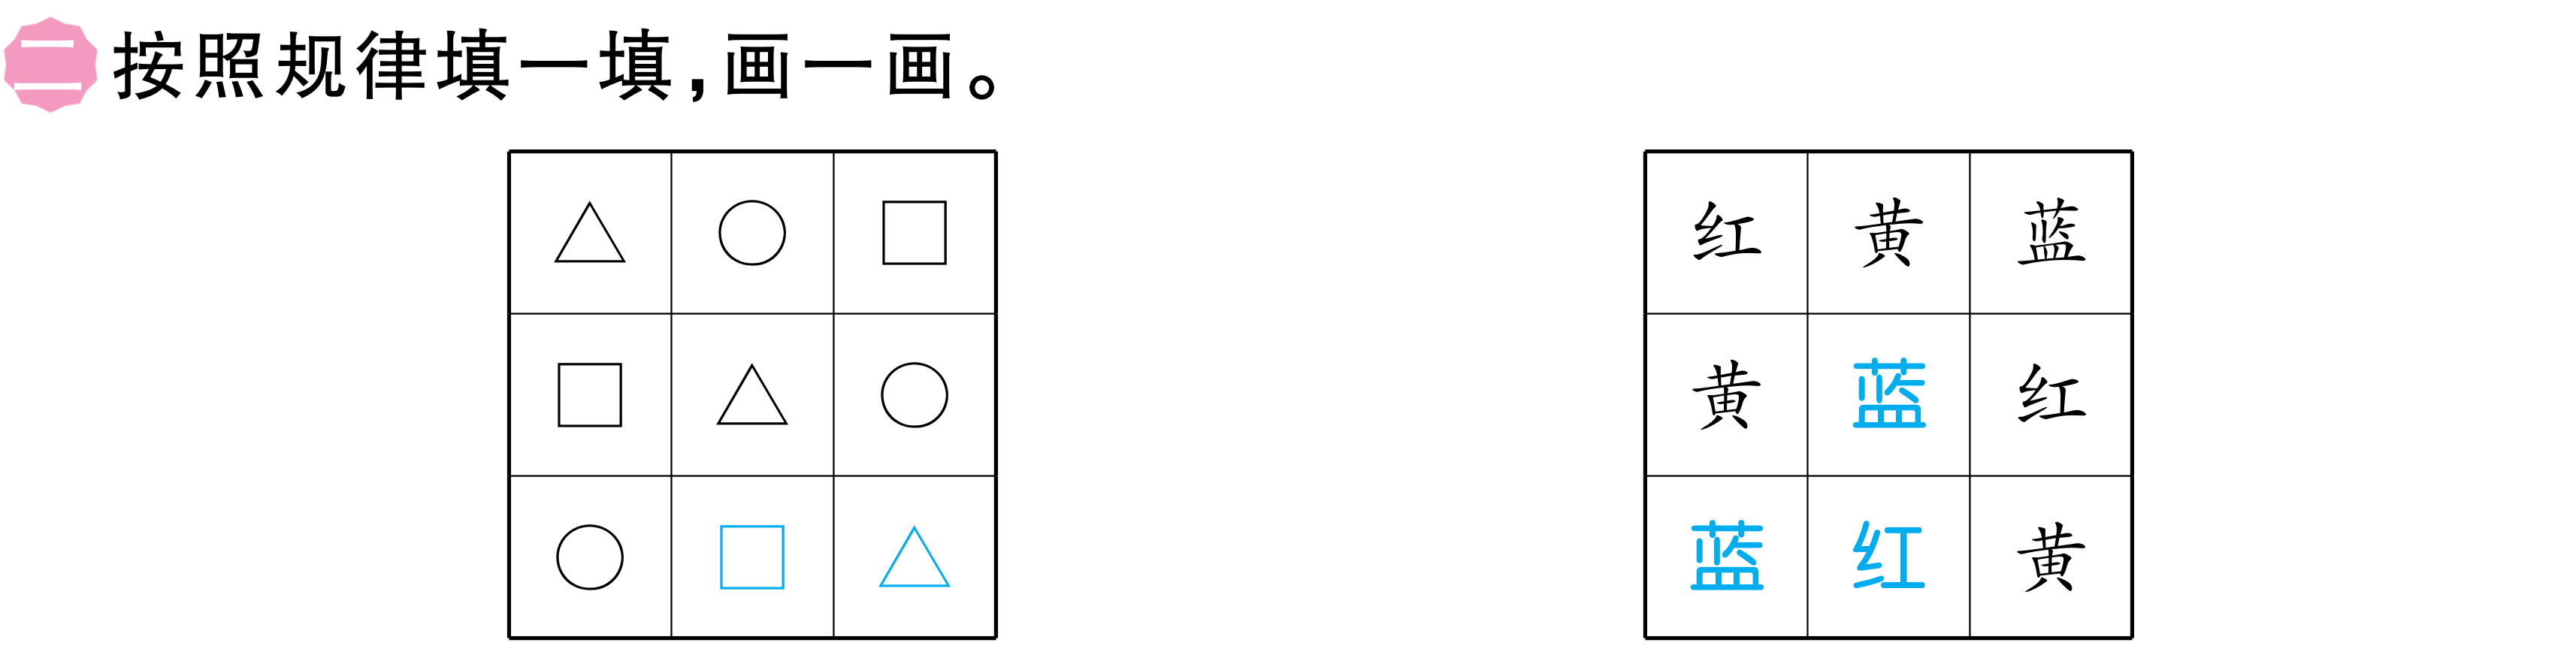 二 按照规律填一填,画一画。
红 黄 蓝
黄 蓝 红
蓝 红 黄